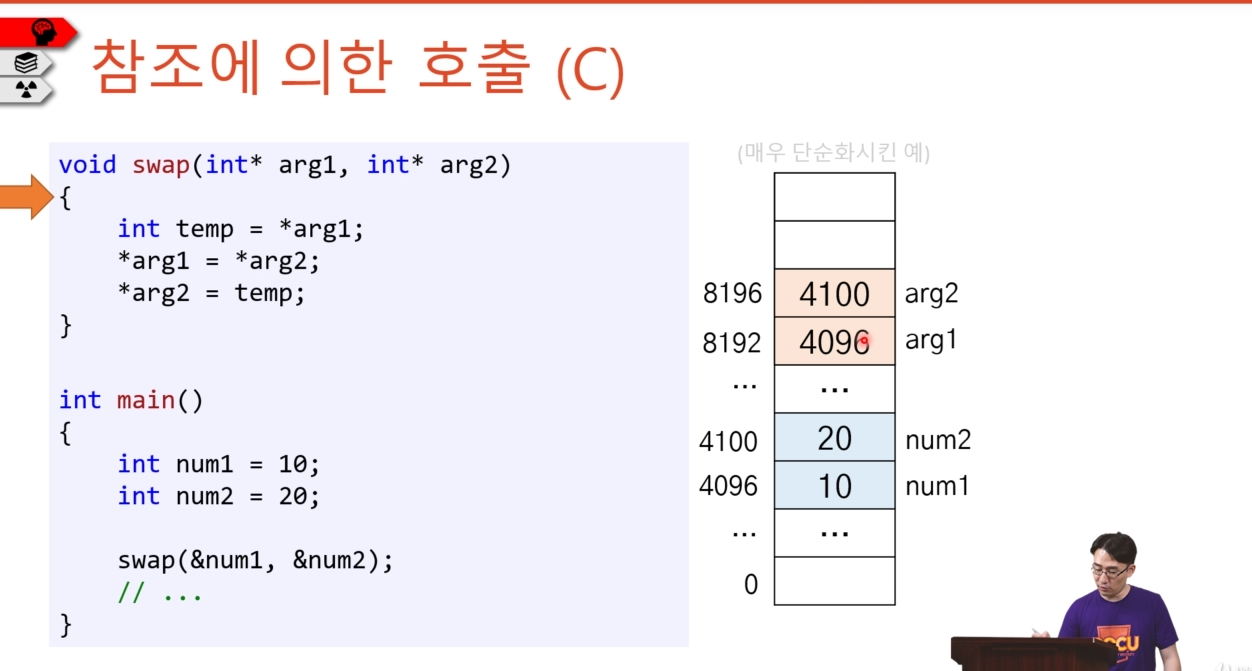 참조에 의한 호출 (C)
void swap(int* arg1, int* arg2)
{
    int temp = *arg1;
    *arg1 = *arg2;
    *arg2 = temp;
}
int main()
{
    int num1 = 10;
    int num2 = 20;
    swap(&num1, &num2);
    // ...
}
(매우 단순화시킨 예)
8196 4100 arg2
8192 4096 arg1
... ...
4100 20 num2
4096 10 num1
... ...
0